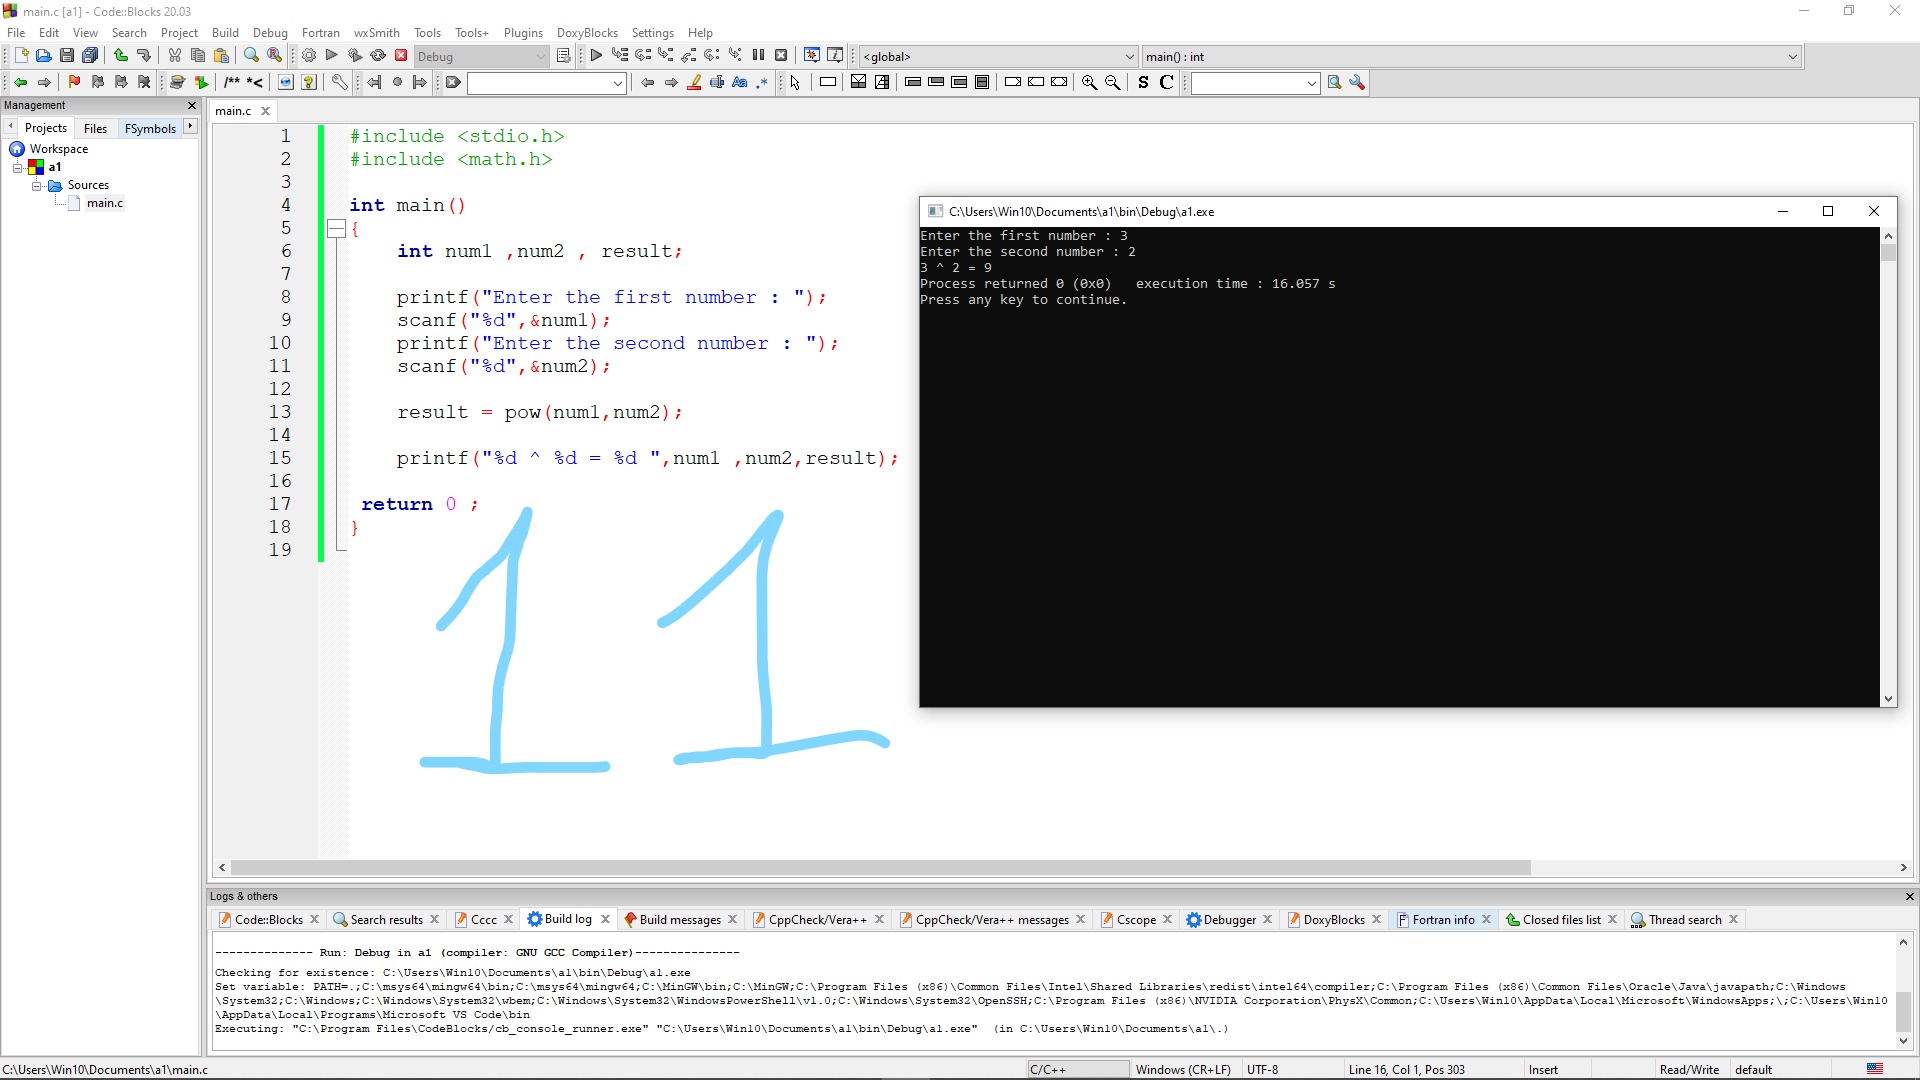 main.c [a1] - Code::Blocks 20.03
File Edit View Search Project Build Debug Fortran wxSmith Tools Tools+ Plugins DoxyBlocks Settings Help
Debug
<global>
main() : int
/** *<
Aa .*
S C
Management
Projects Files FSymbols
Workspace
a1
Sources
main.c
main.c
1 #include <stdio.h>
2 #include <math.h>
3
4 int main()
5 {
6 int num1 ,num2 , result;
7
8 printf("Enter the first number : ");
9 scanf("%d",&num1);
10 printf("Enter the second number : ");
11 scanf("%d",&num2);
12
13 result = pow(num1,num2);
14
15 printf("%d ^ %d = %d ",num1 ,num2,result);
16
17 return 0 ;
18 }
19
1 1
C:\Users\Win10\Documents\a1\bin\Debug\a1.exe
Enter the first number : 3
Enter the second number : 2
3 ^ 2 = 9
Process returned 0 (0x0) execution time : 16.057 s
Press any key to continue.
Logs & others
Code::Blocks Search results Cccc Build log Build messages CppCheck/Vera++ CppCheck/Vera++ messages Cscope Debugger DoxyBlocks Fortran info Closed files list Thread search
-------------- Run: Debug in a1 (compiler: GNU GCC Compiler)---------------
Checking for existence: C:\Users\Win10\Documents\a1\bin\Debug\a1.exe
Set variable: PATH=.;C:\msys64\mingw64\bin;C:\msys64\mingw64;C:\MinGW\bin;C:\MinGW;C:\Program Files (x86)\Common Files\Intel\Shared Libraries\redist\intel64\compiler;C:\Program Files (x86)\Common Files\Oracle\Java\javapath;C:\Windows
\System32;C:\Windows;C:\Windows\System32\wbem;C:\Windows\System32\WindowsPowerShell\v1.0;C:\Windows\System32\OpenSSH;C:\Program Files (x86)\NVIDIA Corporation\PhysX\Common;C:\Users\Win10\AppData\Local\Microsoft\WindowsApps;\;C:\Users\Win10
\AppData\Local\Programs\Microsoft VS Code\bin
Executing: "C:\Program Files\CodeBlocks/cb_console_runner.exe" "C:\Users\Win10\Documents\a1\bin\Debug\a1.exe" (in C:\Users\Win10\Documents\a1\.)
C:\Users\Win10\Documents\a1\main.c C/C++ Windows (CR+LF) UTF-8 Line 16, Col 1, Pos 303 Insert Read/Write default